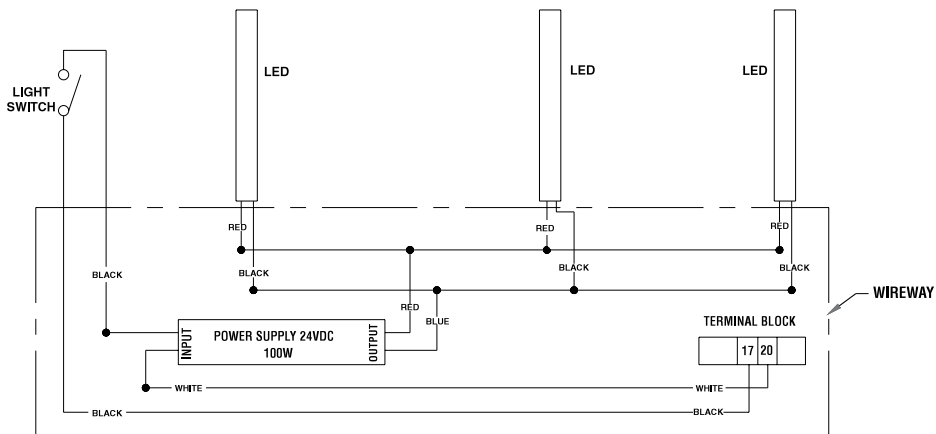 LED
LED
LED
LIGHT
SWITCH
RED
RED
RED
BLACK
BLACK
BLACK
BLACK
WIREWAY
RED
BLUE
TERMINAL BLOCK
INPUT
POWER SUPPLY 24VDC
100W
OUTPUT
17 20
WHITE
WHITE
BLACK
BLACK